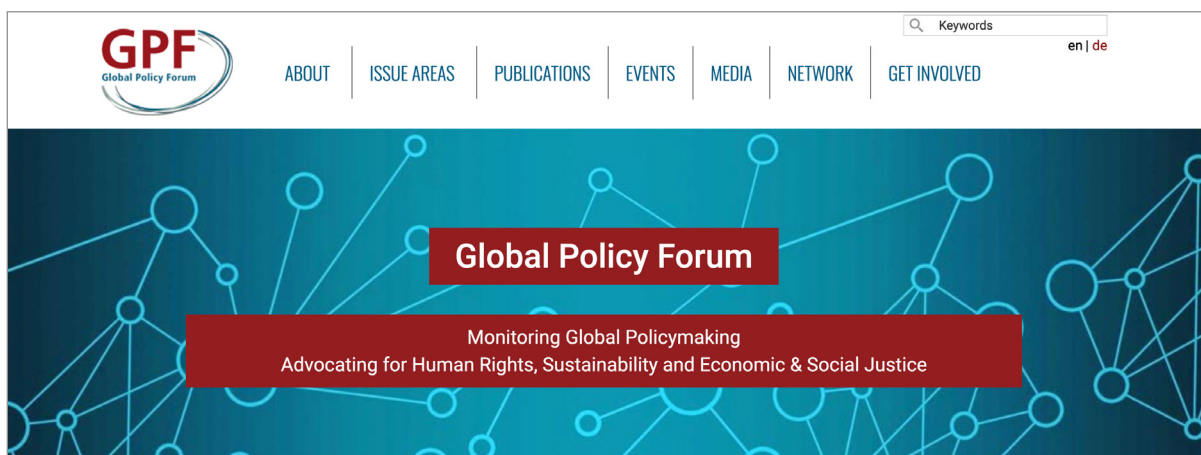 GPF
Global Policy Forum
Keywords
en | de
ABOUT
ISSUE AREAS
PUBLICATIONS
EVENTS
MEDIA
NETWORK
GET INVOLVED
Global Policy Forum
Monitoring Global Policymaking
Advocating for Human Rights, Sustainability and Economic & Social Justice